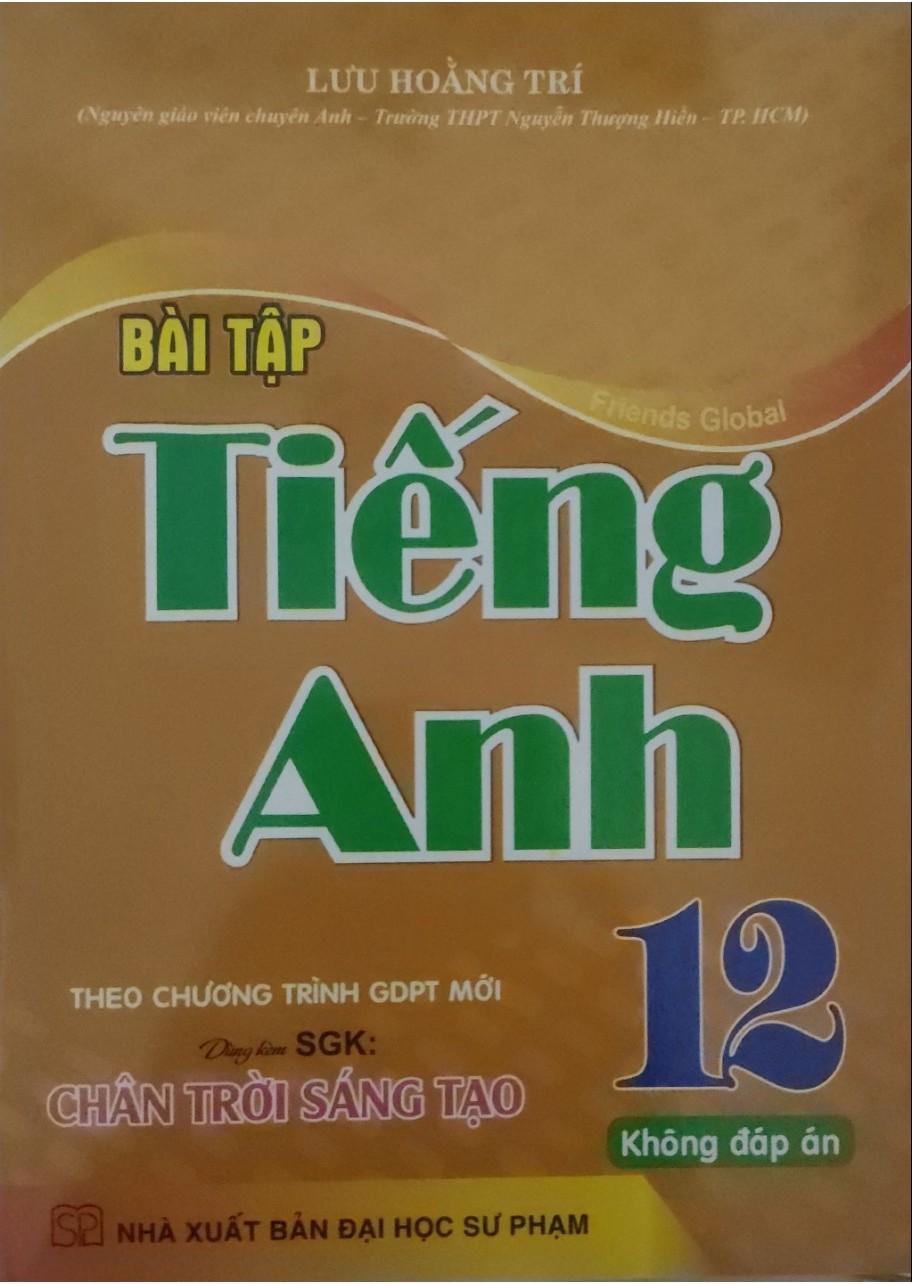 LƯU HOẰNG TRÍ
(Nguyên giáo viên chuyên Anh – Trường THPT Nguyễn Thượng Hiền – TP. HCM)
BÀI TẬP
Friends Global
Tiếng
Anh
12
THEO CHƯƠNG TRÌNH GDPT MỚI
Dùng kèm SGK:
CHÂN TRỜI SÁNG TẠO
Không đáp án
SP NHÀ XUẤT BẢN ĐẠI HỌC SƯ PHẠM